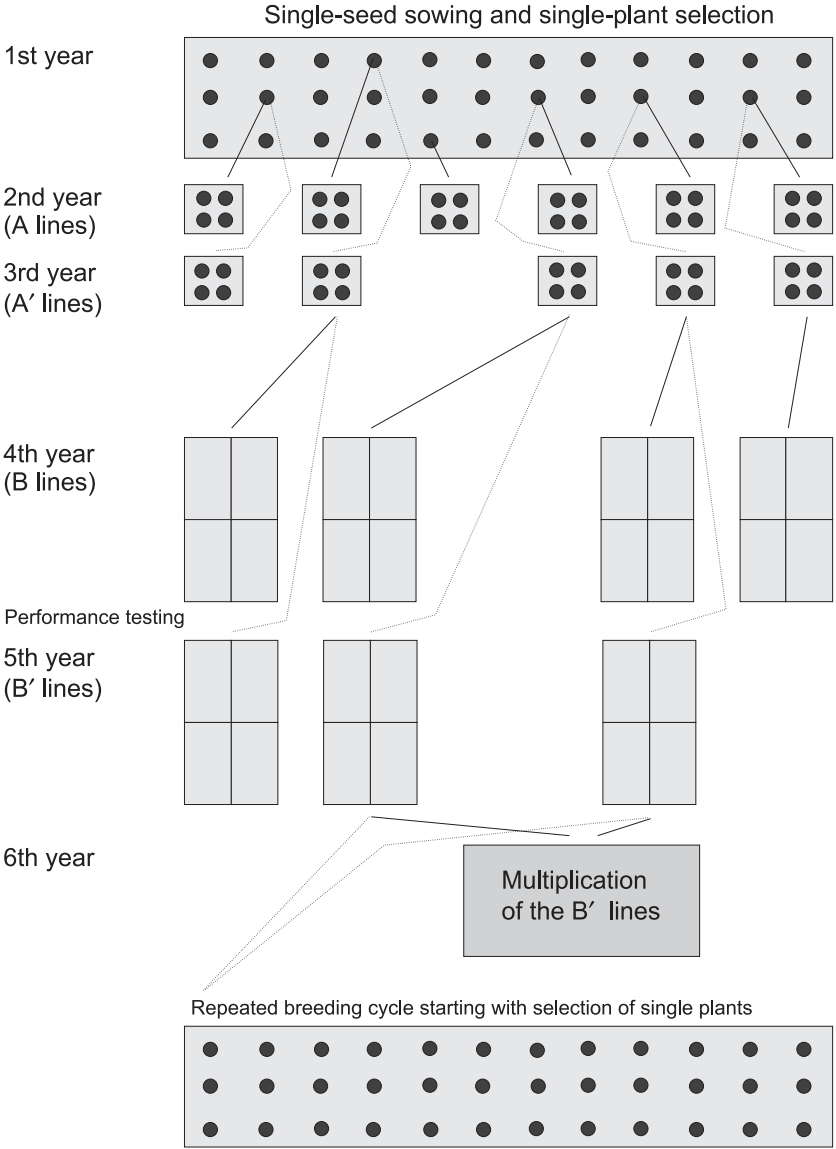 Single-seed sowing and single-plant selection
1st year
2nd year
(A lines)
3rd year
(A′ lines)
4th year
(B lines)
Performance testing
5th year
(B′ lines)
6th year
Multiplication
of the B′ lines
Repeated breeding cycle starting with selection of single plants